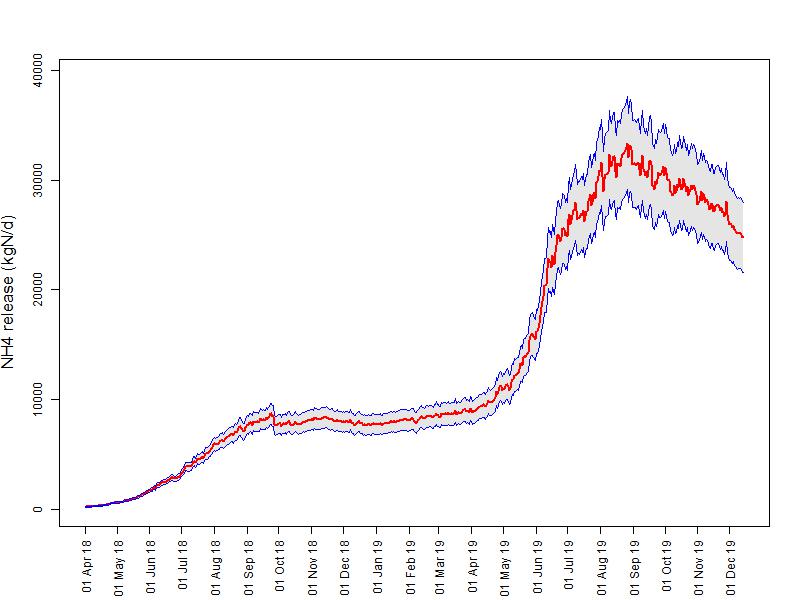 NH4 release (kgN/d)
40000
30000
20000
10000
0
01 Apr 18
01 May 18
01 Jun 18
01 Jul 18
01 Aug 18
01 Sep 18
01 Oct 18
01 Nov 18
01 Dec 18
01 Jan 19
01 Feb 19
01 Mar 19
01 Apr 19
01 May 19
01 Jun 19
01 Jul 19
01 Aug 19
01 Sep 19
01 Oct 19
01 Nov 19
01 Dec 19